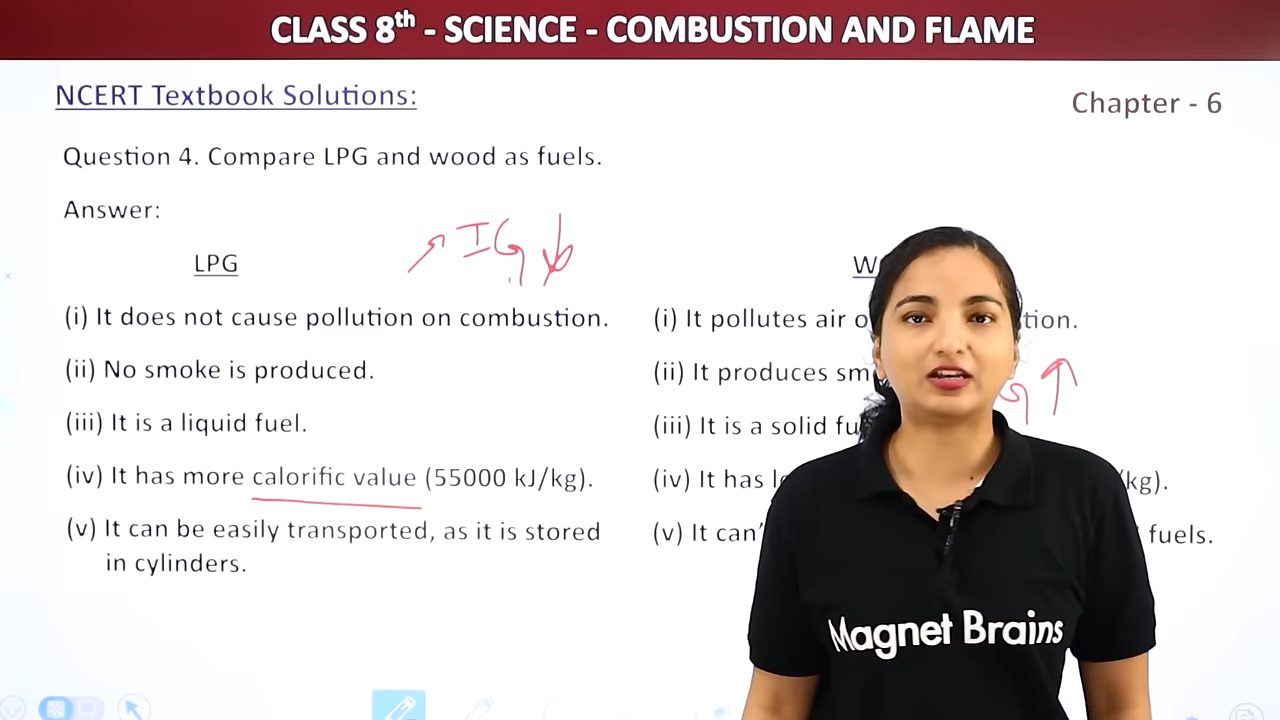 CLASS 8th - SCIENCE - COMBUSTION AND FLAME
NCERT Textbook Solutions:
Chapter - 6
Question 4. Compare LPG and wood as fuels.
Answer:
IG
LPG
(i) It does not cause pollution on combustion.
(ii) No smoke is produced.
(iii) It is a liquid fuel.
(iv) It has more calorific value (55000 kJ/kg).
(v) It can be easily transported, as it is stored
in cylinders.
(i) It pollutes air
(ii) It produces
(iii) It is a solid
(iv) It has
kg).
(v) It
fuels.
Magnet Brains